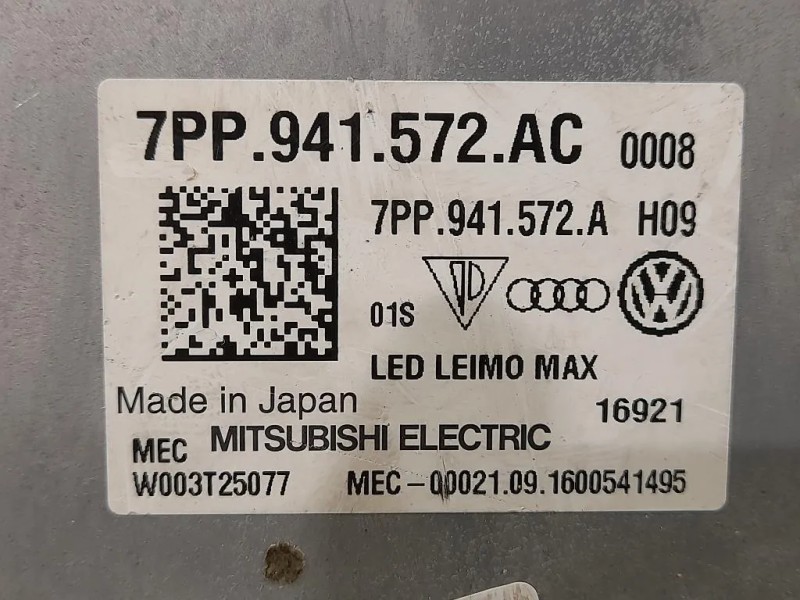 7PP.941.572.AC 0008
7PP.941.572.A H09
01S
LED LEIMO MAX
Made in Japan 16921
MEC MITSUBISHI ELECTRIC
W003T25077 MEC-00021.09.1600541495